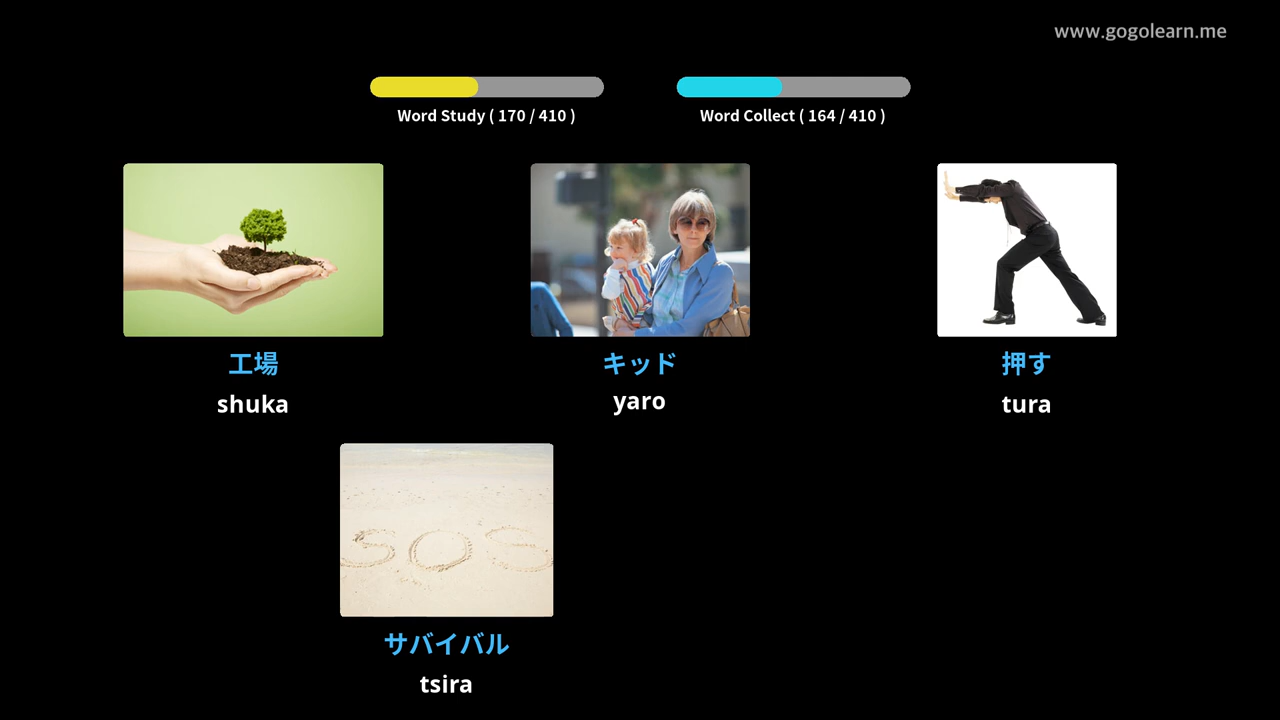 www.gogolearn.me
Word Study ( 170 / 410 )
Word Collect ( 164 / 410 )
工場
shuka
キッド
yaro
押す
tura
SOS
サバイバル
tsira